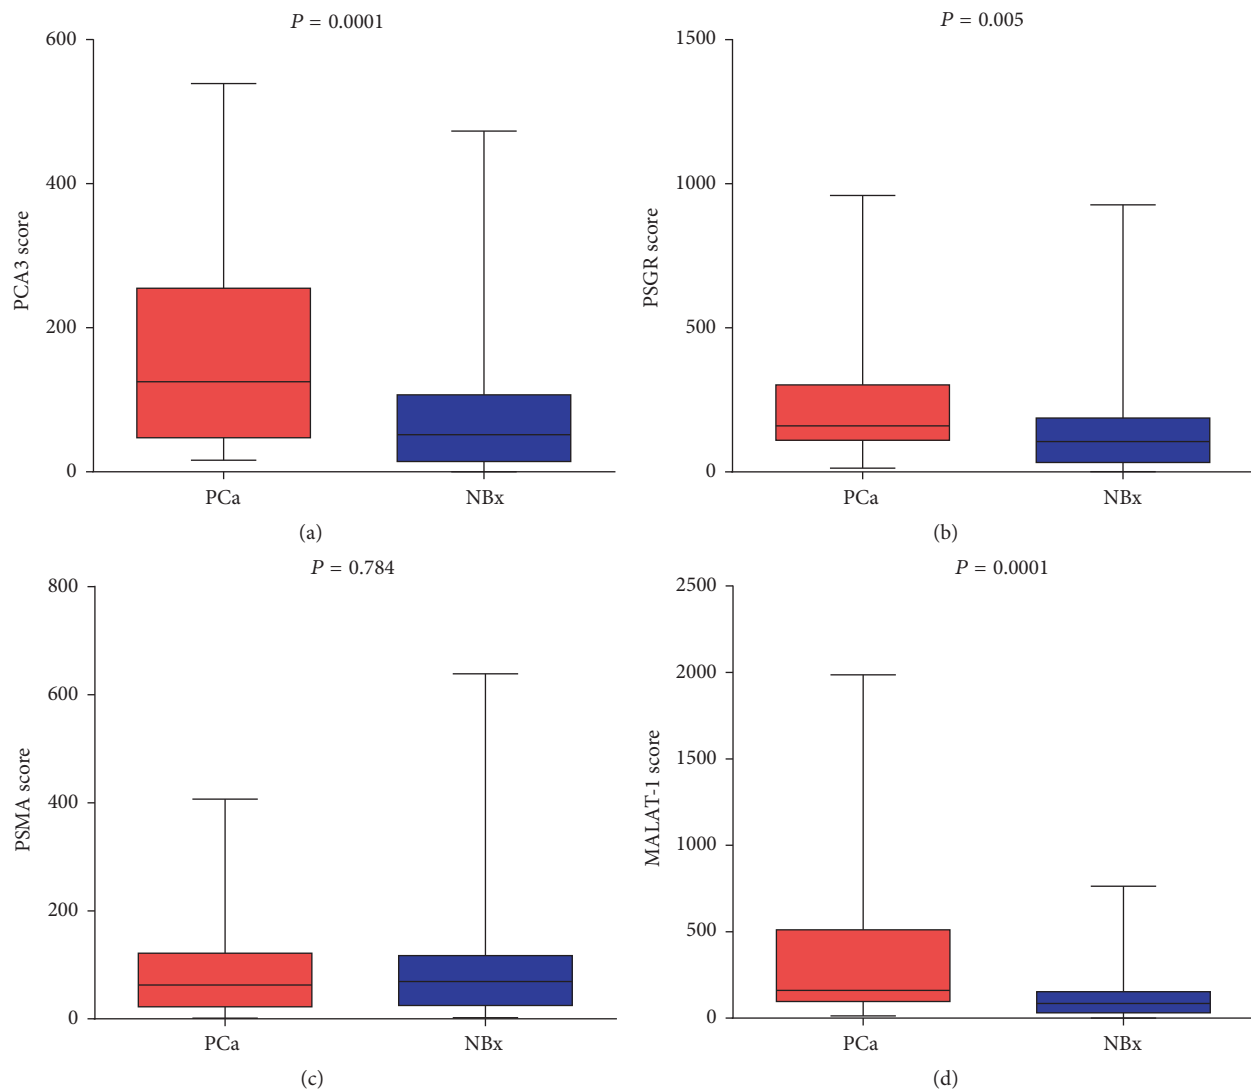 P = 0.0001
600
400
200
0
PCA3 score
PCa
NBx
(a)
P = 0.005
1500
1000
500
0
PSGR score
PCa
NBx
(b)
P = 0.784
800
600
400
200
0
PSMA score
PCa
NBx
(c)
P = 0.0001
2500
2000
1500
1000
500
0
MALAT-1 score
PCa
NBx
(d)